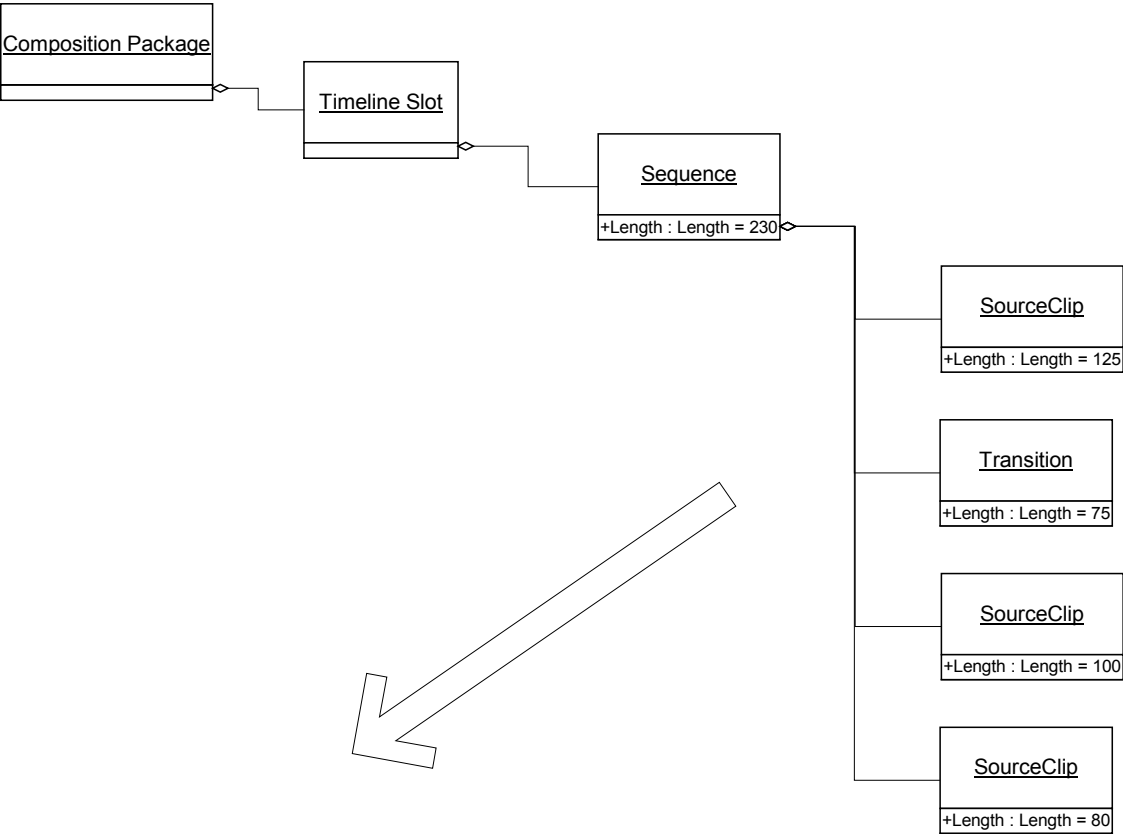 Composition Package
Timeline Slot
Sequence
+Length : Length = 230
SourceClip
+Length : Length = 125
Transition
+Length : Length = 75
SourceClip
+Length : Length = 100
SourceClip
+Length : Length = 80